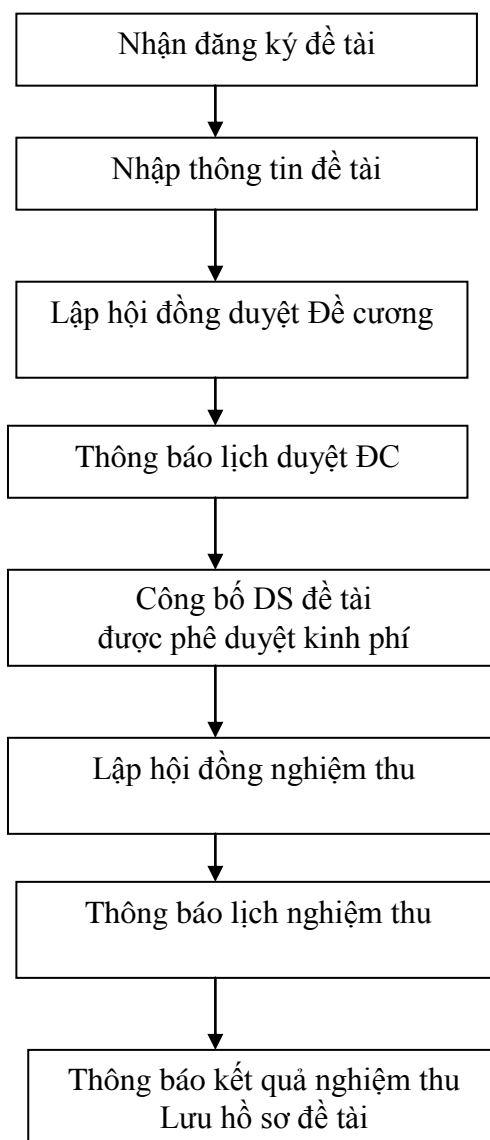 Nhận đăng ký đề tài
Nhập thông tin đề tài
Lập hội đồng duyệt Đề cương
Thông báo lịch duyệt ĐC
Công bố DS đề tài
được phê duyệt kinh phí
Lập hội đồng nghiệm thu
Thông báo lịch nghiệm thu
Thông báo kết quả nghiệm thu
Lưu hồ sơ đề tài